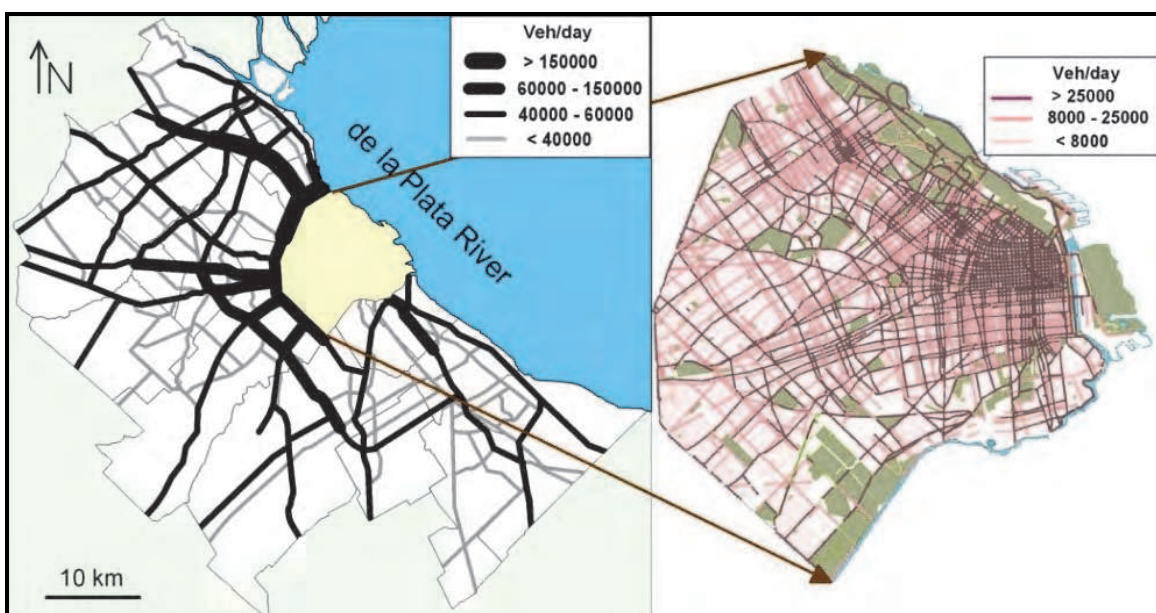 N
Veh/day
> 150000
60000 - 150000
40000 - 60000
< 40000
de la Plata River
10 km
Veh/day
> 25000
8000 - 25000
< 8000